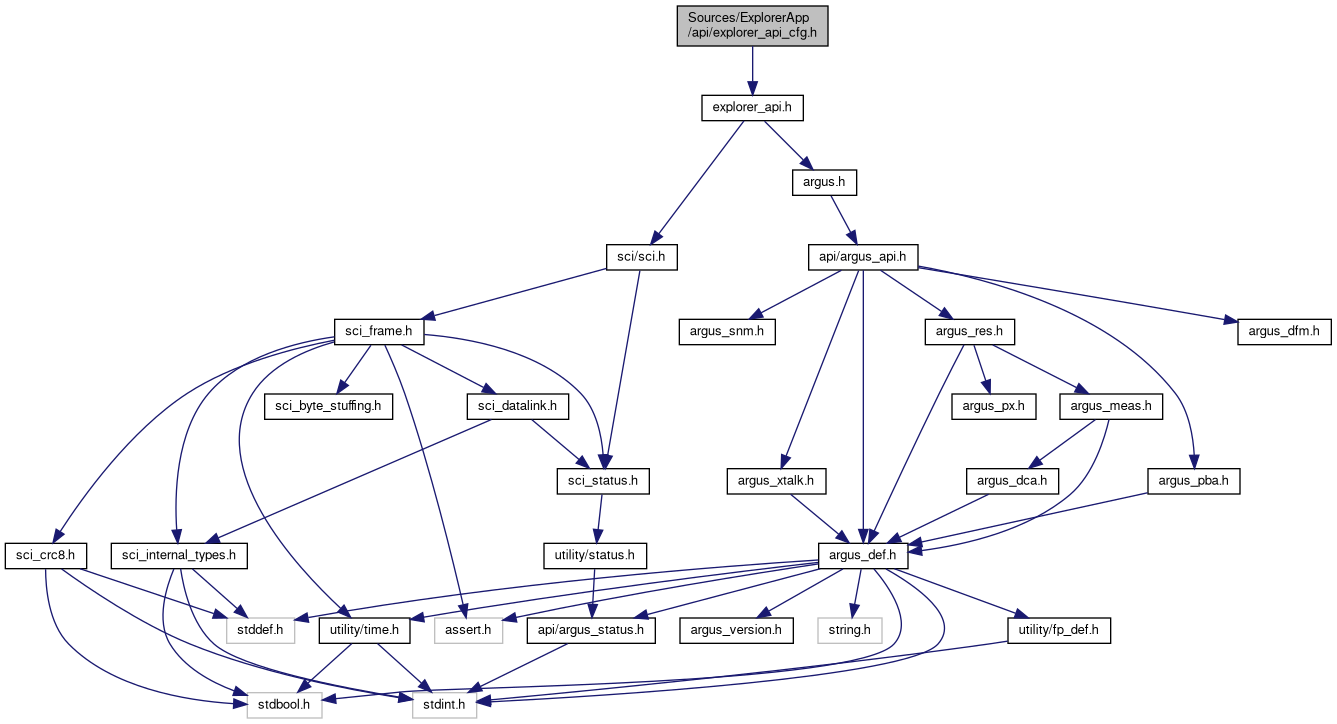 Sources/ExplorerApp
/api/explorer_api_cfg.h
explorer_api.h
argus.h
sci/sci.h
api/argus_api.h
sci_frame.h
argus_snm.h
argus_res.h
argus_dfm.h
sci_byte_stuffing.h
sci_datalink.h
argus_px.h
argus_meas.h
sci_status.h
argus_xtalk.h
argus_dca.h
argus_pba.h
sci_crc8.h
sci_internal_types.h
utility/status.h
argus_def.h
stddef.h
utility/time.h
assert.h
api/argus_status.h
argus_version.h
string.h
utility/fp_def.h
stdbool.h
stdint.h